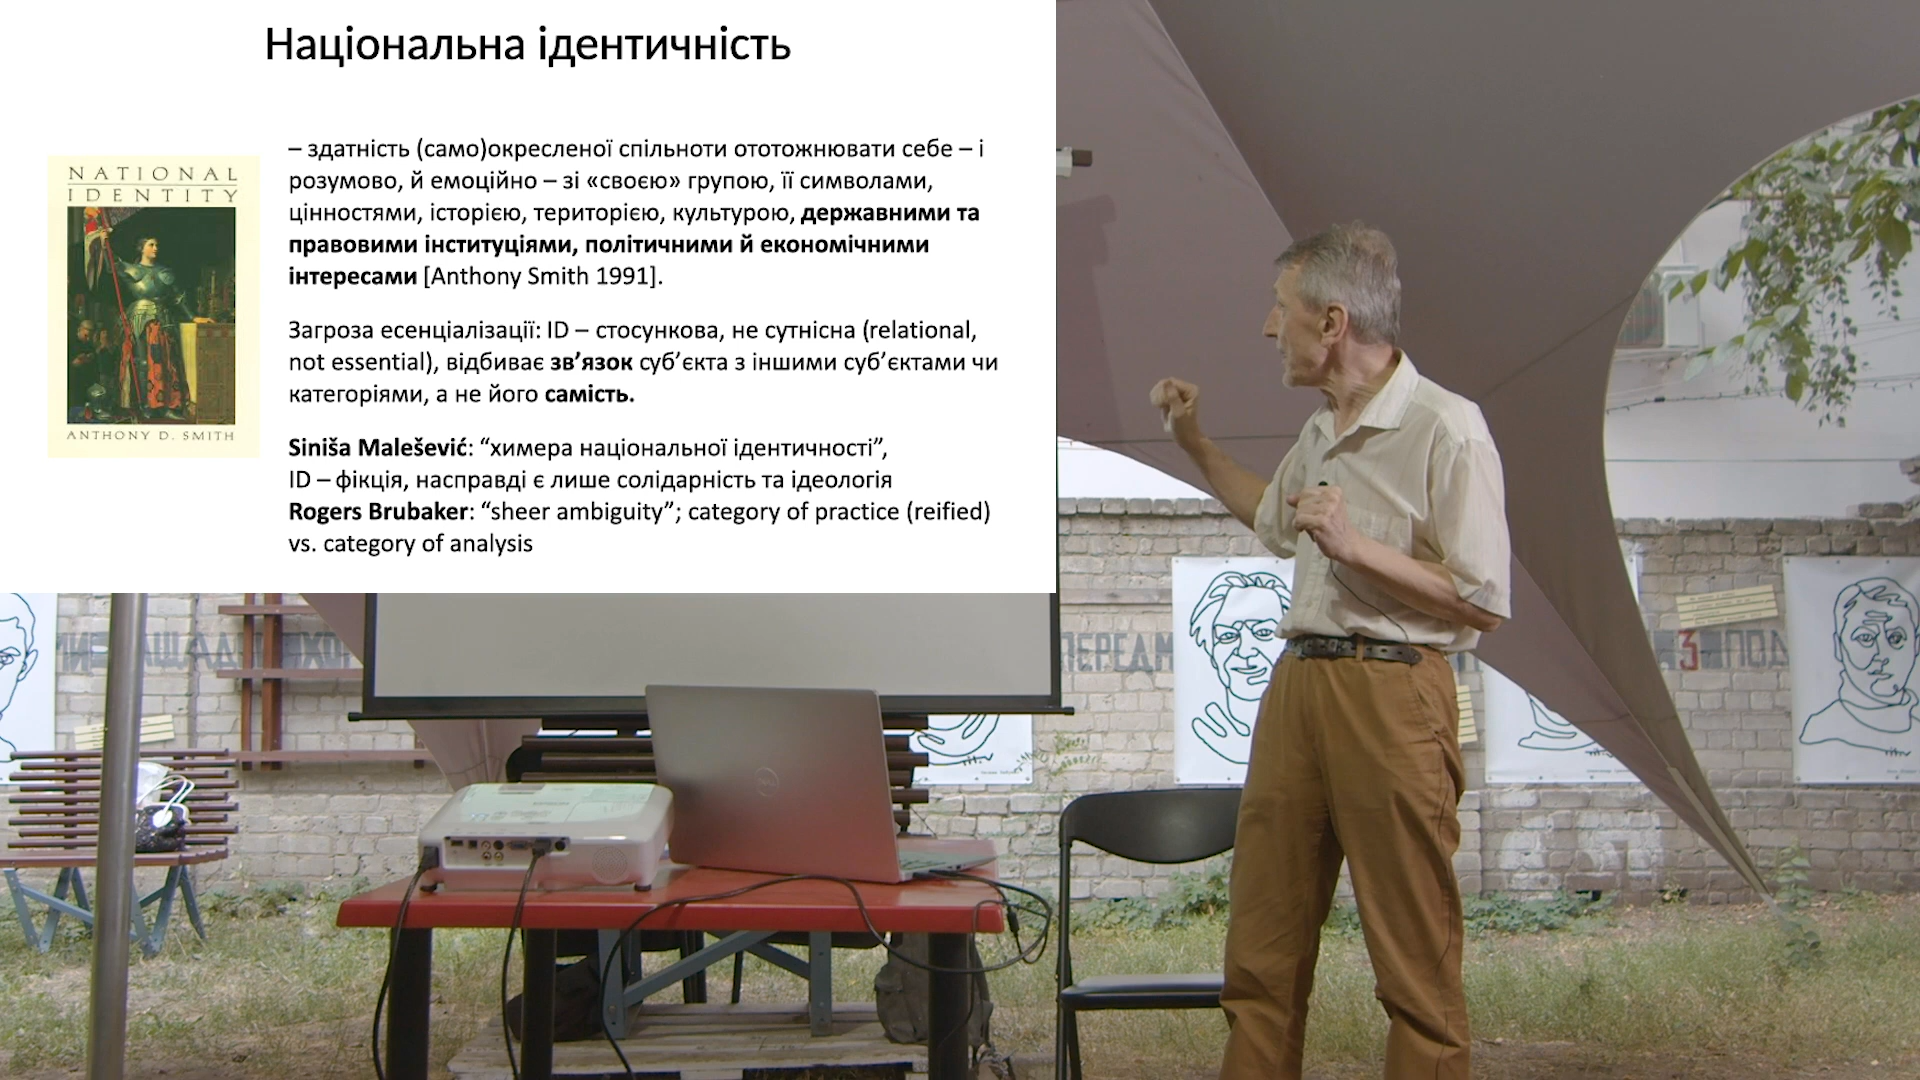 Національна ідентичність
NATIONAL
IDENTITY
ANTHONY D. SMITH
– здатність (само)окресленої спільноти ототожнювати себе – і
розумово, й емоційно – зі «своєю» групою, її символами,
цінностями, історією, територією, культурою, державними та
правовими інституціями, політичними й економічними
інтересами [Anthony Smith 1991].
Загроза есенціалізації: ID – стосункова, не сутнісна (relational,
not essential), відбиває зв’язок суб’єкта з іншими суб’єктами чи
категоріями, а не його самість.
Siniša Malešević: “химера національної ідентичності”,
ID – фікція, насправді є лише солідарність та ідеологія
Rogers Brubaker: “sheer ambiguity”; category of practice (reified)
vs. category of analysis
DELL